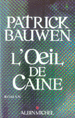 PATRICK
BAUWEN
L'ŒIL
DE
CAINE
ROMAN
ALBIN MICHEL